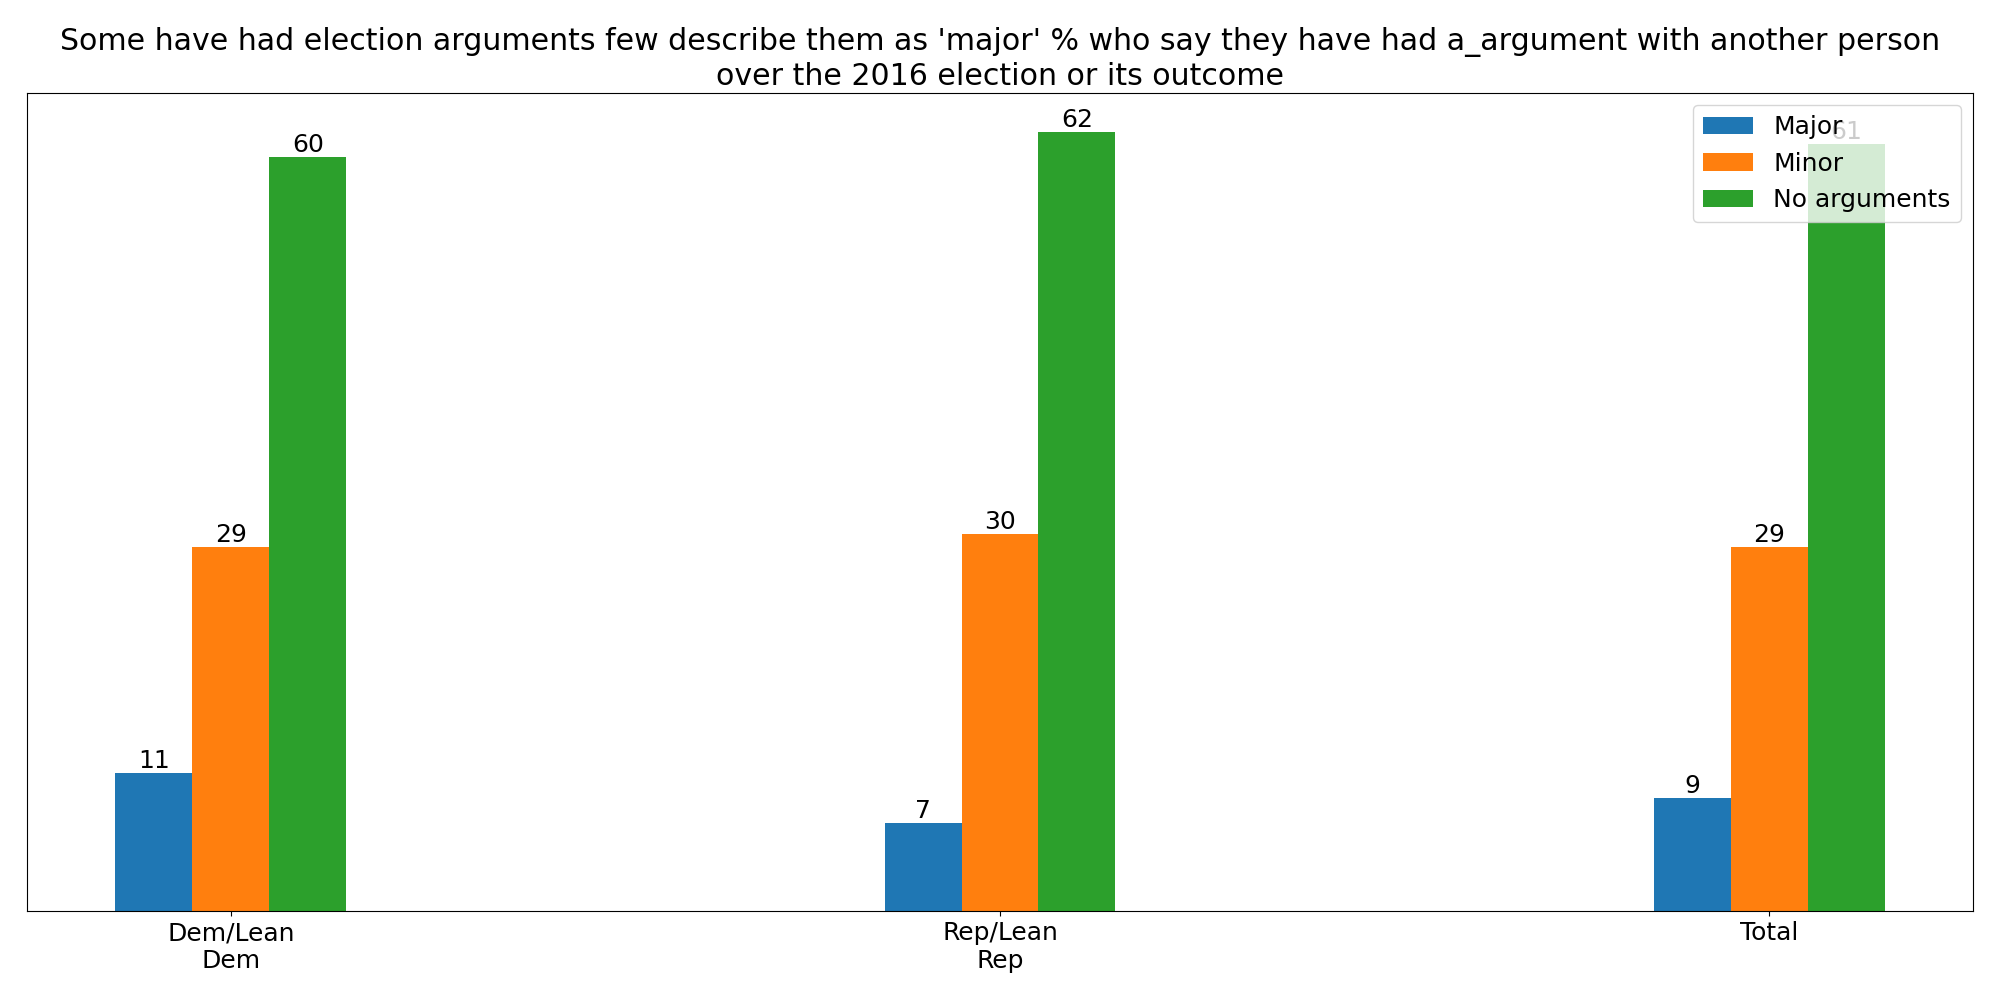 Some have had election arguments few describe them as 'major' % who say they have had a_argument with another person
over the 2016 election or its outcome
60
62
61
Major
Minor
No arguments
29
30
29
11
7
9
Dem/Lean
Dem
Rep/Lean
Rep
Total